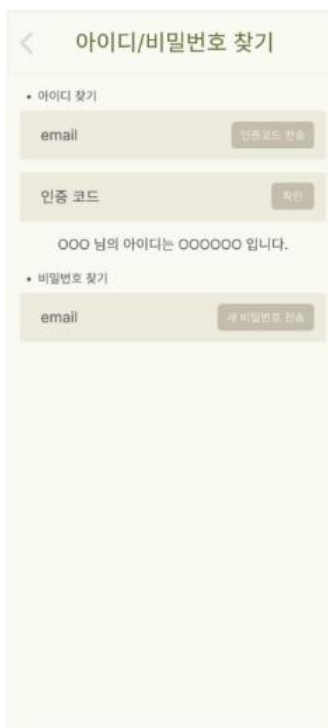 아이디/비밀번호 찾기
• 아이디 찾기
email 인증코드 전송
인증 코드 확인
OOO 님의 아이디는 OOOOOO 입니다.
• 비밀번호 찾기
email 새 비밀번호 전송